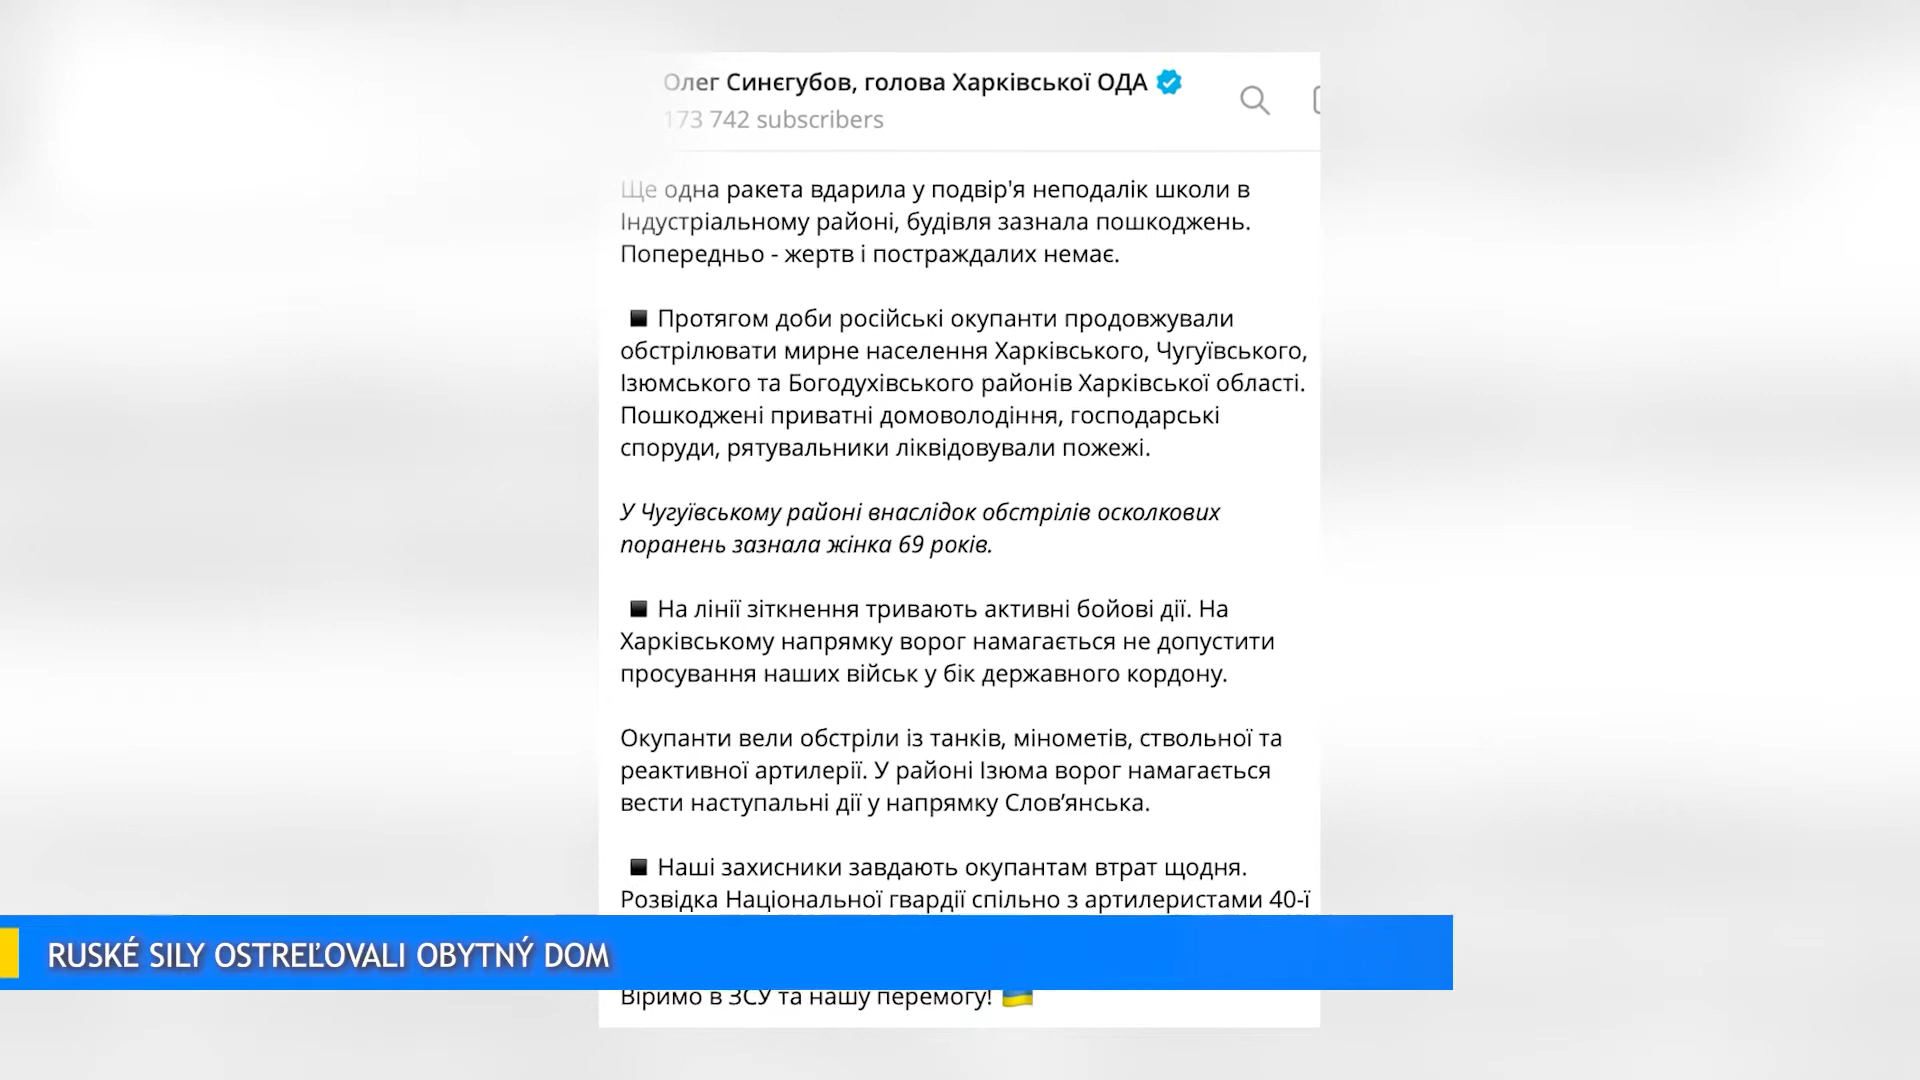 Олег Синєгубов, голова Харківської ОДА
173 742 subscribers
Ще одна ракета вдарила у подвір'я неподалік школи в
Індустріальному районі, будівля зазнала пошкоджень.
Попередньо - жертв і постраждалих немає.
Протягом доби російські окупанти продовжували
обстрілювати мирне населення Харківського, Чугуївського,
Ізюмського та Богодухівського районів Харківської області.
Пошкоджені приватні домоволодіння, господарські
споруди, рятувальники ліквідовували пожежі.
У Чугуївському районі внаслідок обстрілів осколкових
поранень зазнала жінка 69 років.
На лінії зіткнення тривають активні бойові дії. На
Харківському напрямку ворог намагається не допустити
просування наших військ у бік державного кордону.
Окупанти вели обстріли із танків, мінометів, ствольної та
реактивної артилерії. У районі Ізюма ворог намагається
вести наступальні дії у напрямку Слов’янська.
Наші захисники завдають окупантам втрат щодня.
Розвідка Національної гвардії спільно з артилеристами 40-ї
RUSKÉ SILY OSTREĽOVALI OBYTNÝ DOM
Віримо в ЗСУ та нашу перемогу!